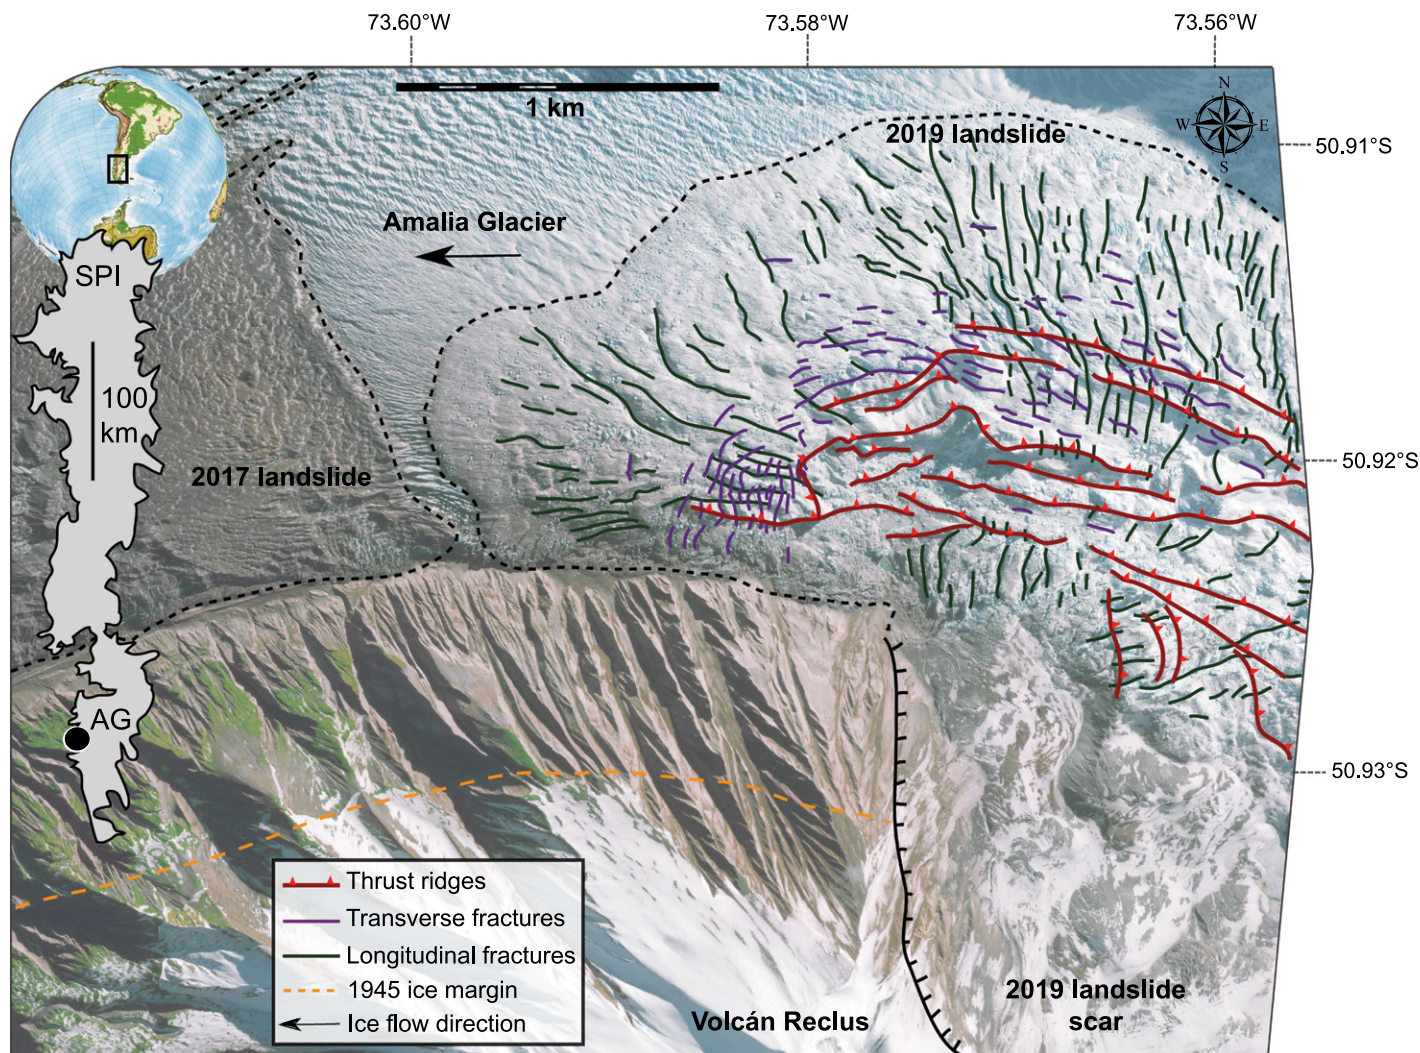 73.60°W
73.58°W
73.56°W
1 km
2019 landslide
N
W
E
S
50.91°S
Amalia Glacier
SPI
100
km
2017 landslide
50.92°S
AG
50.93°S
Thrust ridges
Transverse fractures
Longitudinal fractures
1945 ice margin
Ice flow direction
Volcán Reclus
2019 landslide
scar